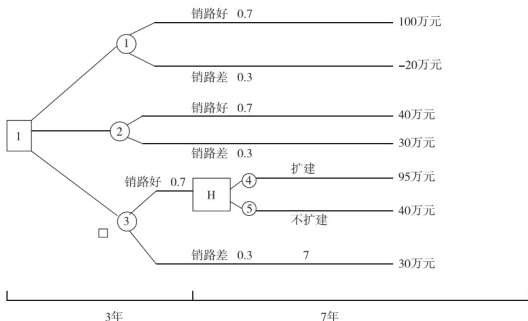 销路好 0.7
100万元
1
-20万元
销路差 0.3
I
销路好 0.7
40万元
2
30万元
销路差 0.3
销路好 0.7
H
4
扩建
95万元
5
不扩建
40万元
3
销路差 0.3 7
30万元
3年
7年